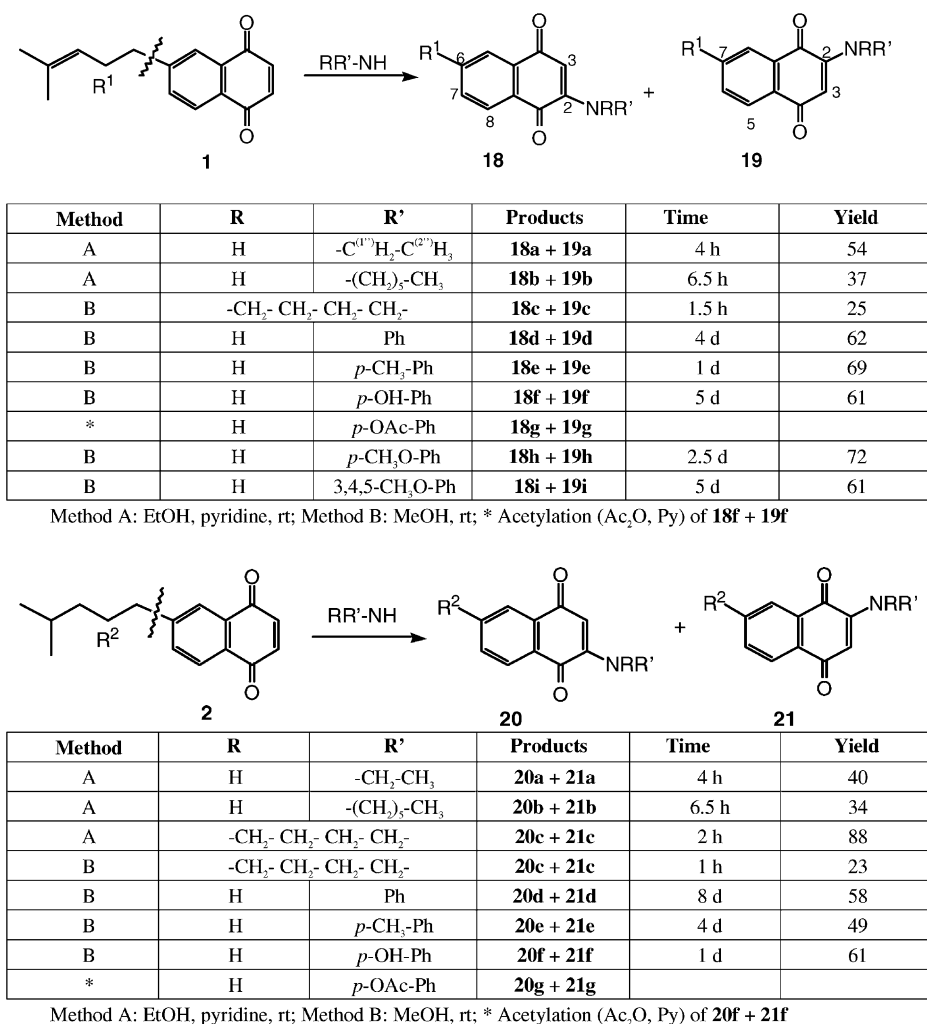 O O O
R¹ 6 3 R¹ 7 2 NRR'
RR'-NH
R¹ 7 2 NRR' + 3
8 5
O O O
1 18 19
Method R R' Products Time Yield
A H -C⁽¹''⁾H₂-C⁽²''⁾H₃ 18a + 19a 4 h 54
A H -(CH₂)₅-CH₃ 18b + 19b 6.5 h 37
B -CH₂- CH₂- CH₂- CH₂- 18c + 19c 1.5 h 25
B H Ph 18d + 19d 4 d 62
B H p-CH₃-Ph 18e + 19e 1 d 69
B H p-OH-Ph 18f + 19f 5 d 61
* H p-OAc-Ph 18g + 19g
B H p-CH₃O-Ph 18h + 19h 2.5 d 72
B H 3,4,5-CH₃O-Ph 18i + 19i 5 d 61
Method A: EtOH, pyridine, rt; Method B: MeOH, rt; * Acetylation (Ac₂O, Py) of 18f + 19f
O O O
R² R² NRR'
RR'-NH +
R² NRR'
O O O
2 20 21
Method R R' Products Time Yield
A H -CH₂-CH₃ 20a + 21a 4 h 40
A H -(CH₂)₅-CH₃ 20b + 21b 6.5 h 34
A -CH₂- CH₂- CH₂- CH₂- 20c + 21c 2 h 88
B -CH₂- CH₂- CH₂- CH₂- 20c + 21c 1 h 23
B H Ph 20d + 21d 8 d 58
B H p-CH₃-Ph 20e + 21e 4 d 49
B H p-OH-Ph 20f + 21f 1 d 61
* H p-OAc-Ph 20g + 21g
Method A: EtOH, pyridine, rt; Method B: MeOH, rt; * Acetylation (Ac₂O, Py) of 20f + 21f